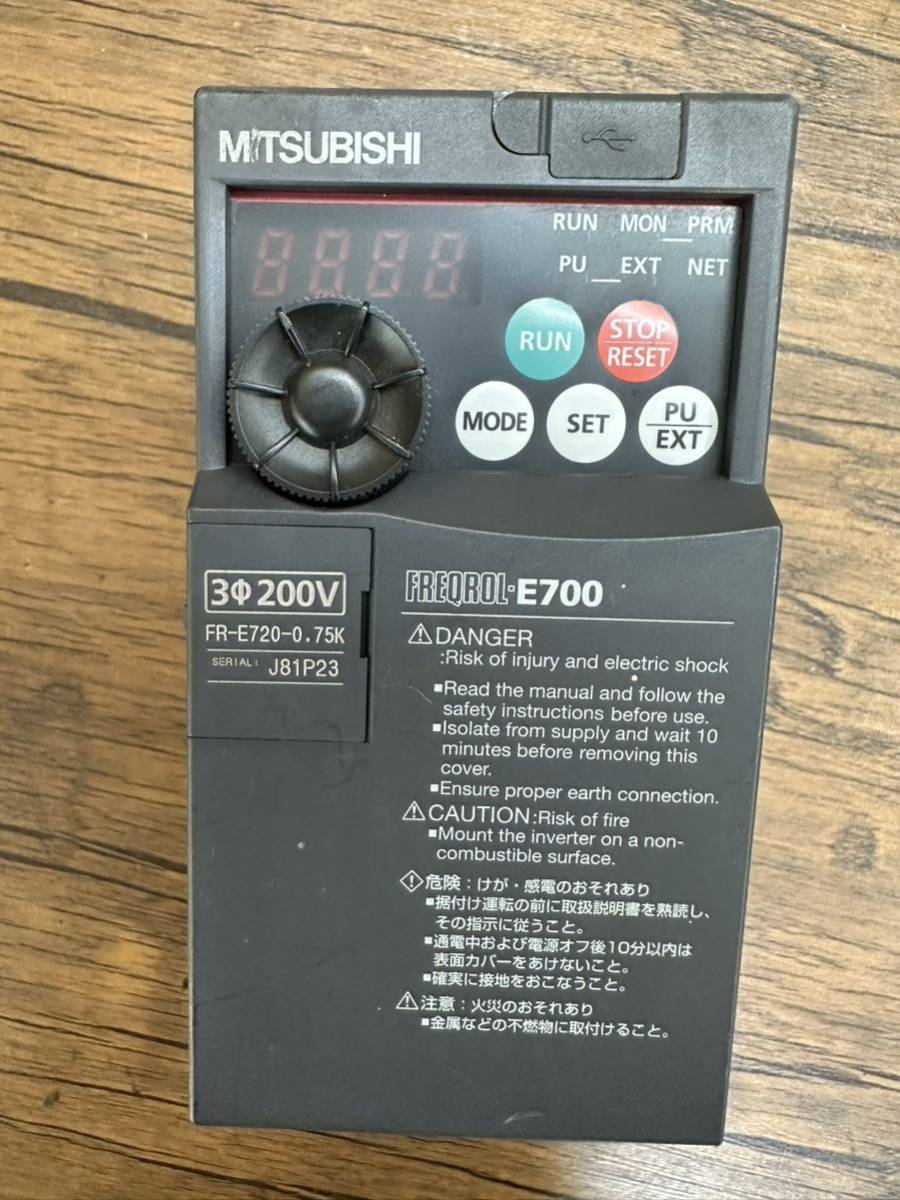 MITSUBISHI
8888
RUN MON PRM
PU EXT NET
RUN
STOP
RESET
MODE
SET
PU
EXT
3Φ 200V
FR-E720-0.75K
SERIAL: J81P23
FREQROL-E700
⚠DANGER
:Risk of injury and electric shock
■Read the manual and follow the
safety instructions before use.
■Isolate from supply and wait 10
minutes before removing this
cover.
■Ensure proper earth connection.
⚠CAUTION:Risk of fire
■Mount the inverter on a non-
combustible surface.
危険：けが・感電のおそれあり
■据付け運転の前に取扱説明書を熟読し、
その指示に従うこと。
■通電中および電源オフ後10分以内は
表面カバーをあけないこと。
■確実に接地をおこなうこと。
⚠注意：火災のおそれあり
■金属などの不燃物に取付けること。